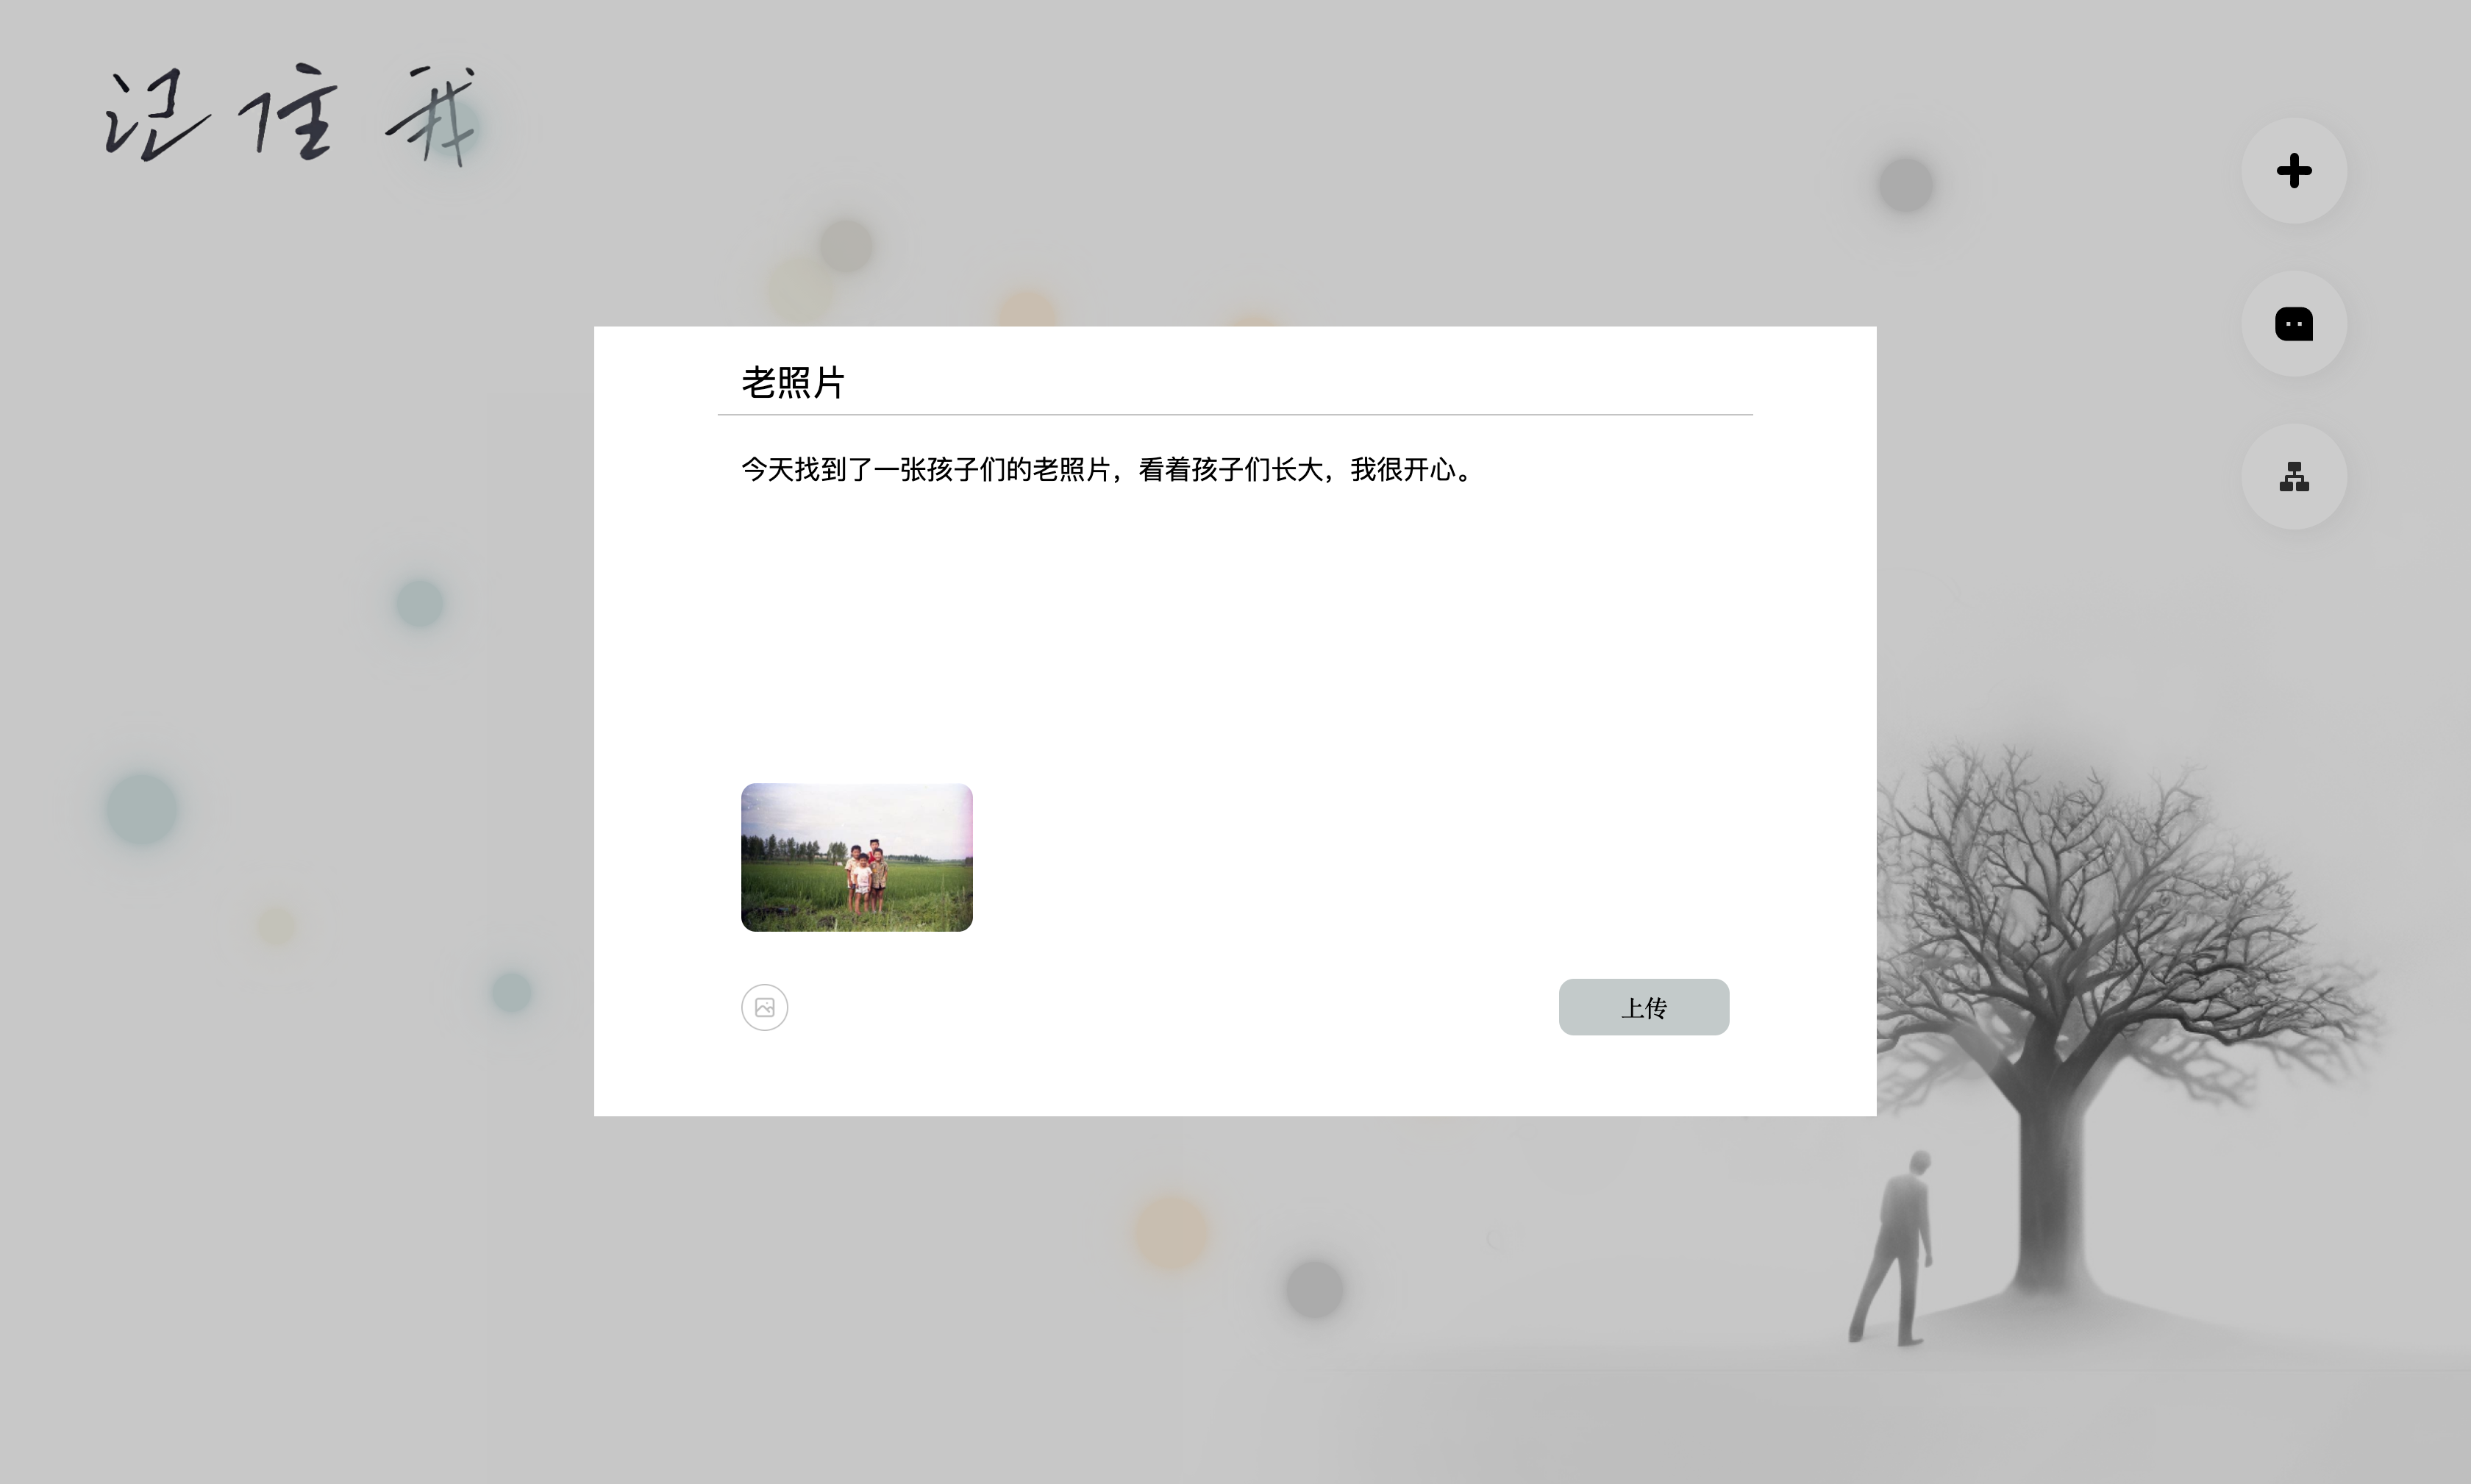 记住我
老照片
今天找到了一张孩子们的老照片，看着孩子们长大，我很开心。
上传